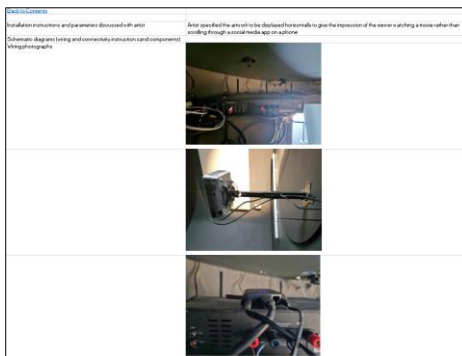 Back to Contents
Installation instructions and parameters discussed with artist
Artist specified the artwork to be displayed horizontally to give the impression of the viewer watching a movie rather than
scrolling through a social media app on a phone
Schematic diagrams (wiring and connectivity instruction sand components)
Wiring photographs